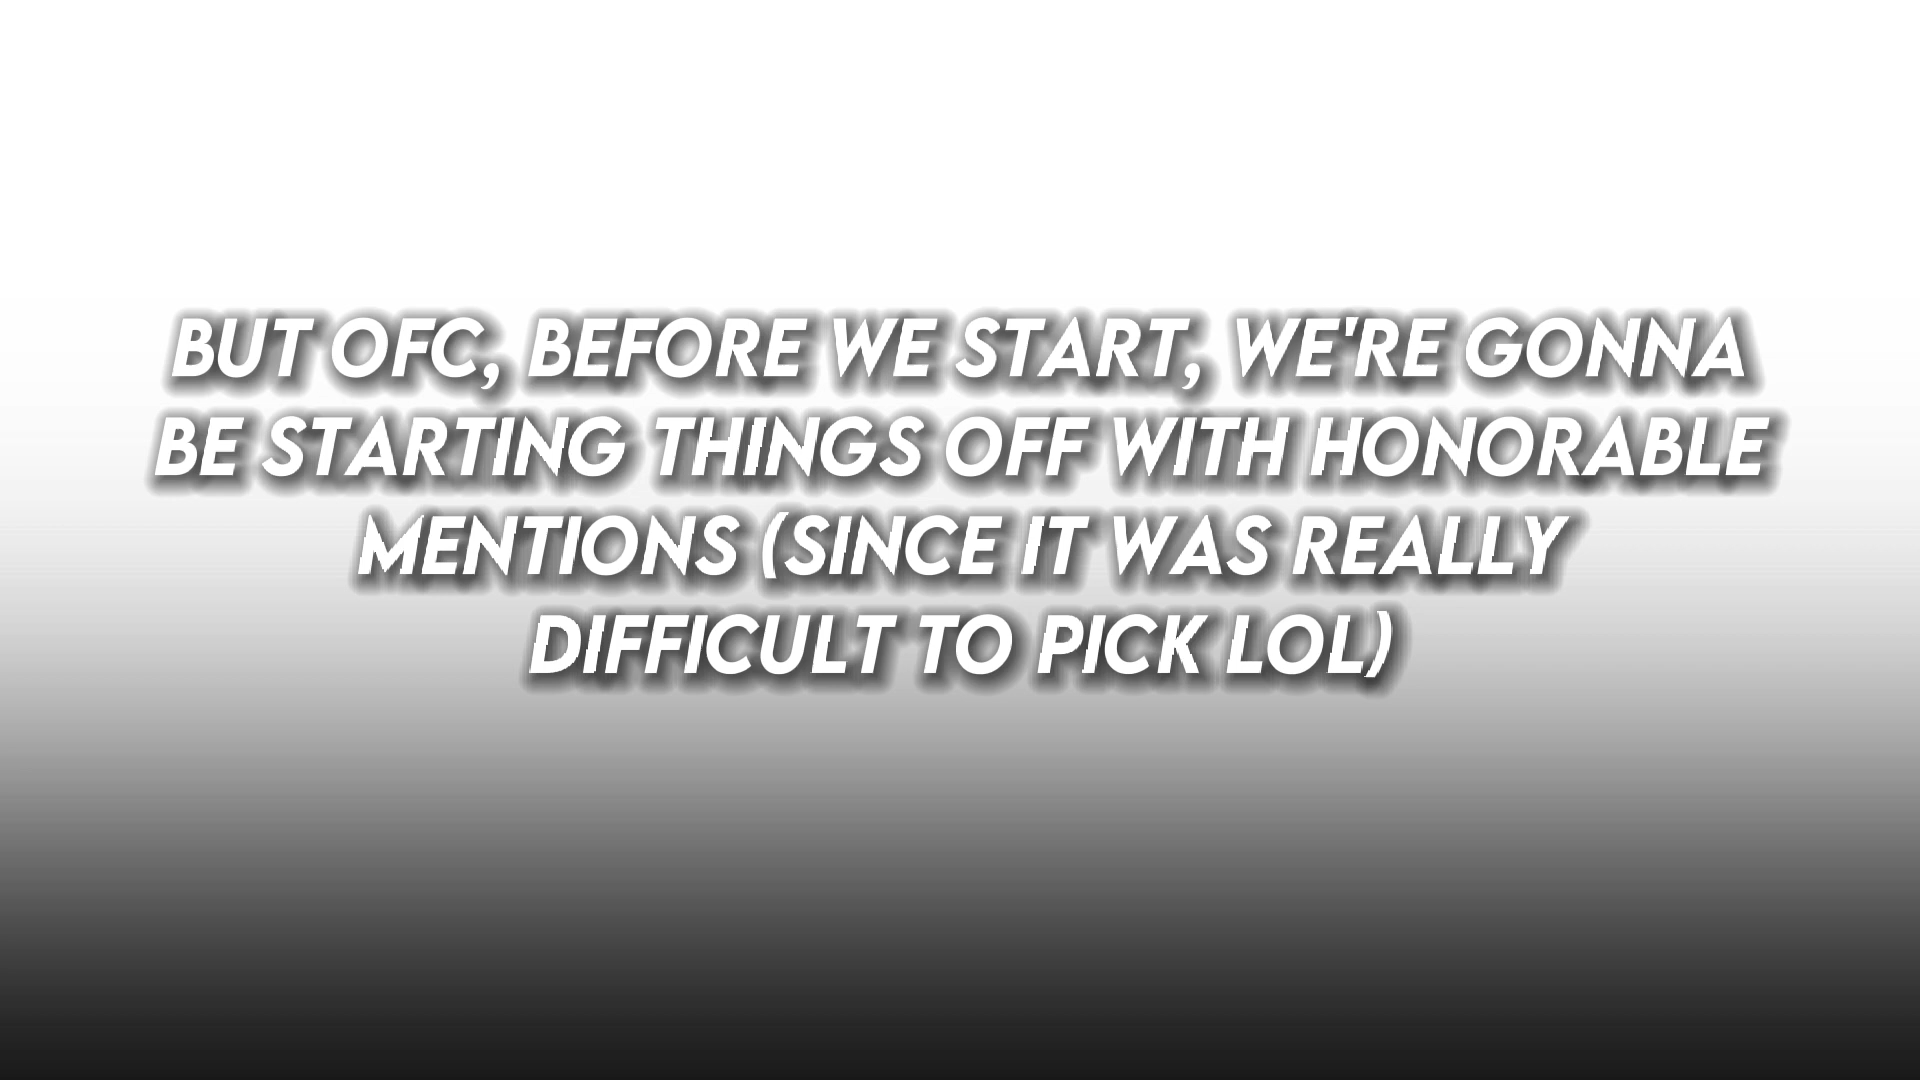 BUT OFC, BEFORE WE START, WE'RE GONNA
BE STARTING THINGS OFF WITH HONORABLE
MENTIONS (SINCE IT WAS REALLY
DIFFICULT TO PICK LOL)